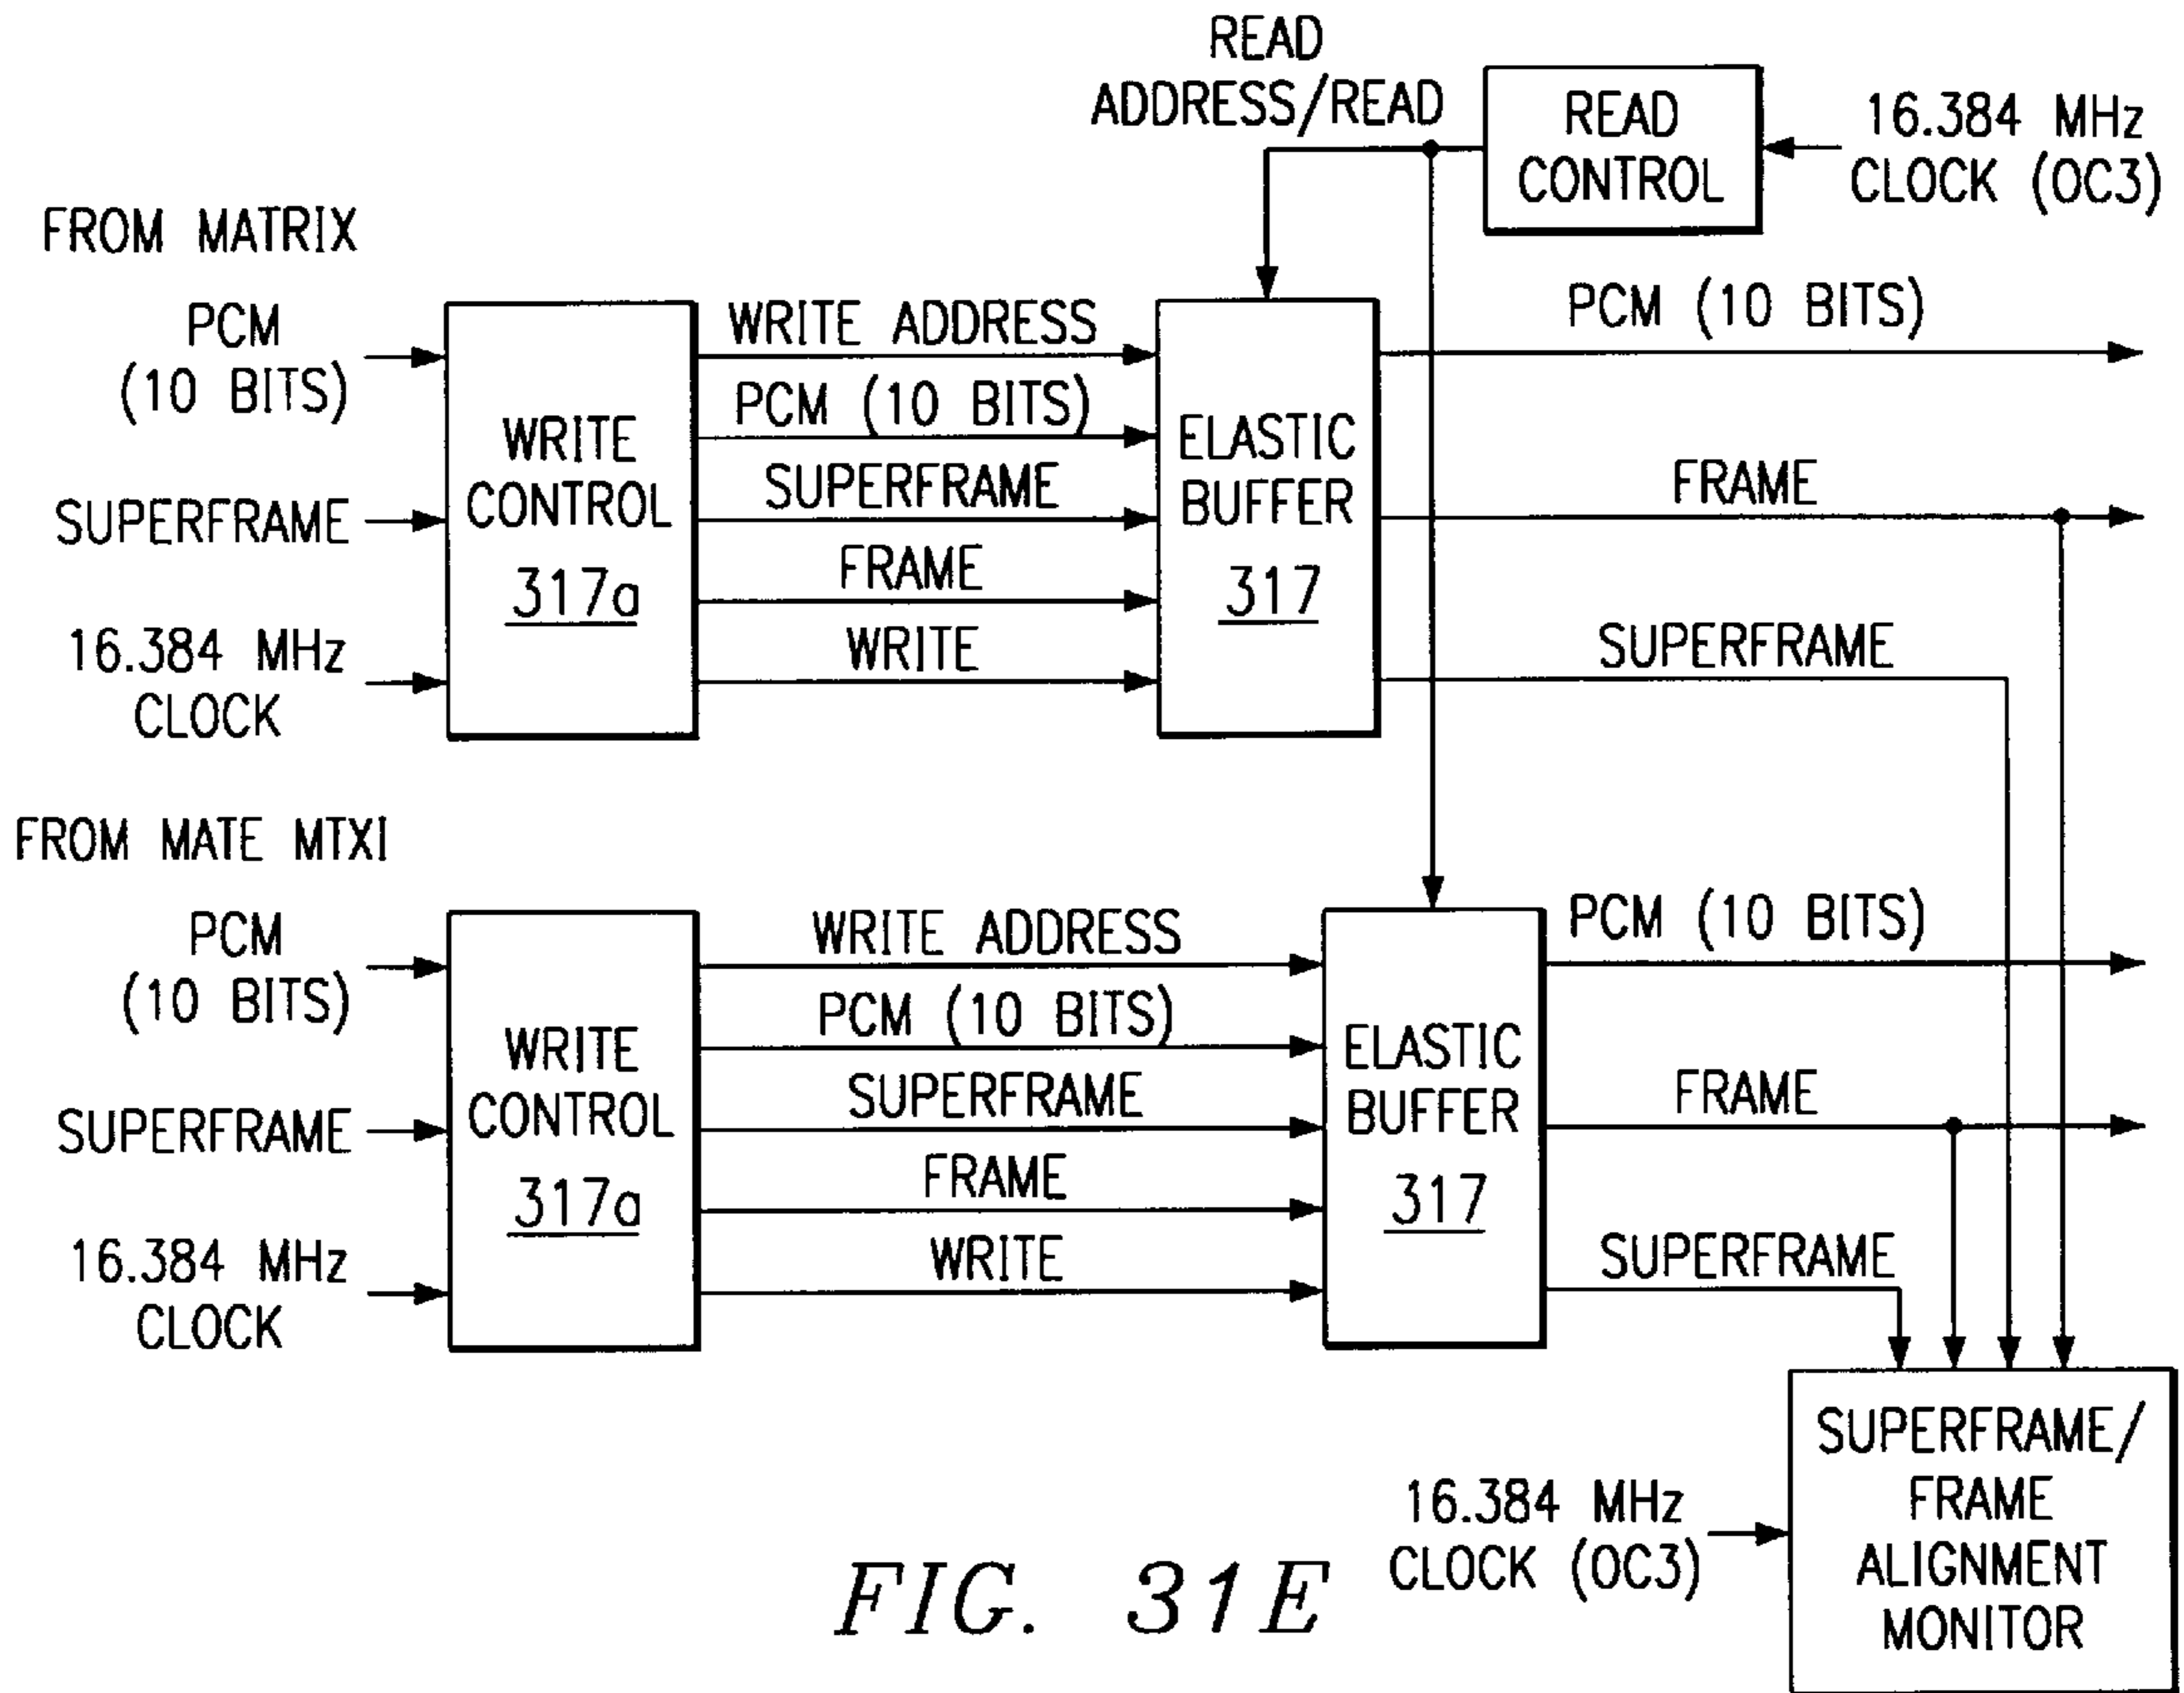 READ
ADDRESS/READ
READ
CONTROL
16.384 MHz
CLOCK (OC3)
FROM MATRIX
PCM
(10 BITS)
SUPERFRAME
16.384 MHz
CLOCK
WRITE
CONTROL
317a
WRITE ADDRESS
PCM (10 BITS)
SUPERFRAME
FRAME
WRITE
ELASTIC
BUFFER
317
PCM (10 BITS)
FRAME
SUPERFRAME
FROM MATE MTXI
PCM
(10 BITS)
SUPERFRAME
16.384 MHz
CLOCK
WRITE
CONTROL
317a
WRITE ADDRESS
PCM (10 BITS)
SUPERFRAME
FRAME
WRITE
ELASTIC
BUFFER
317
PCM (10 BITS)
FRAME
SUPERFRAME
16.384 MHz
CLOCK (OC3)
SUPERFRAME/
FRAME
ALIGNMENT
MONITOR
FIG. 31E